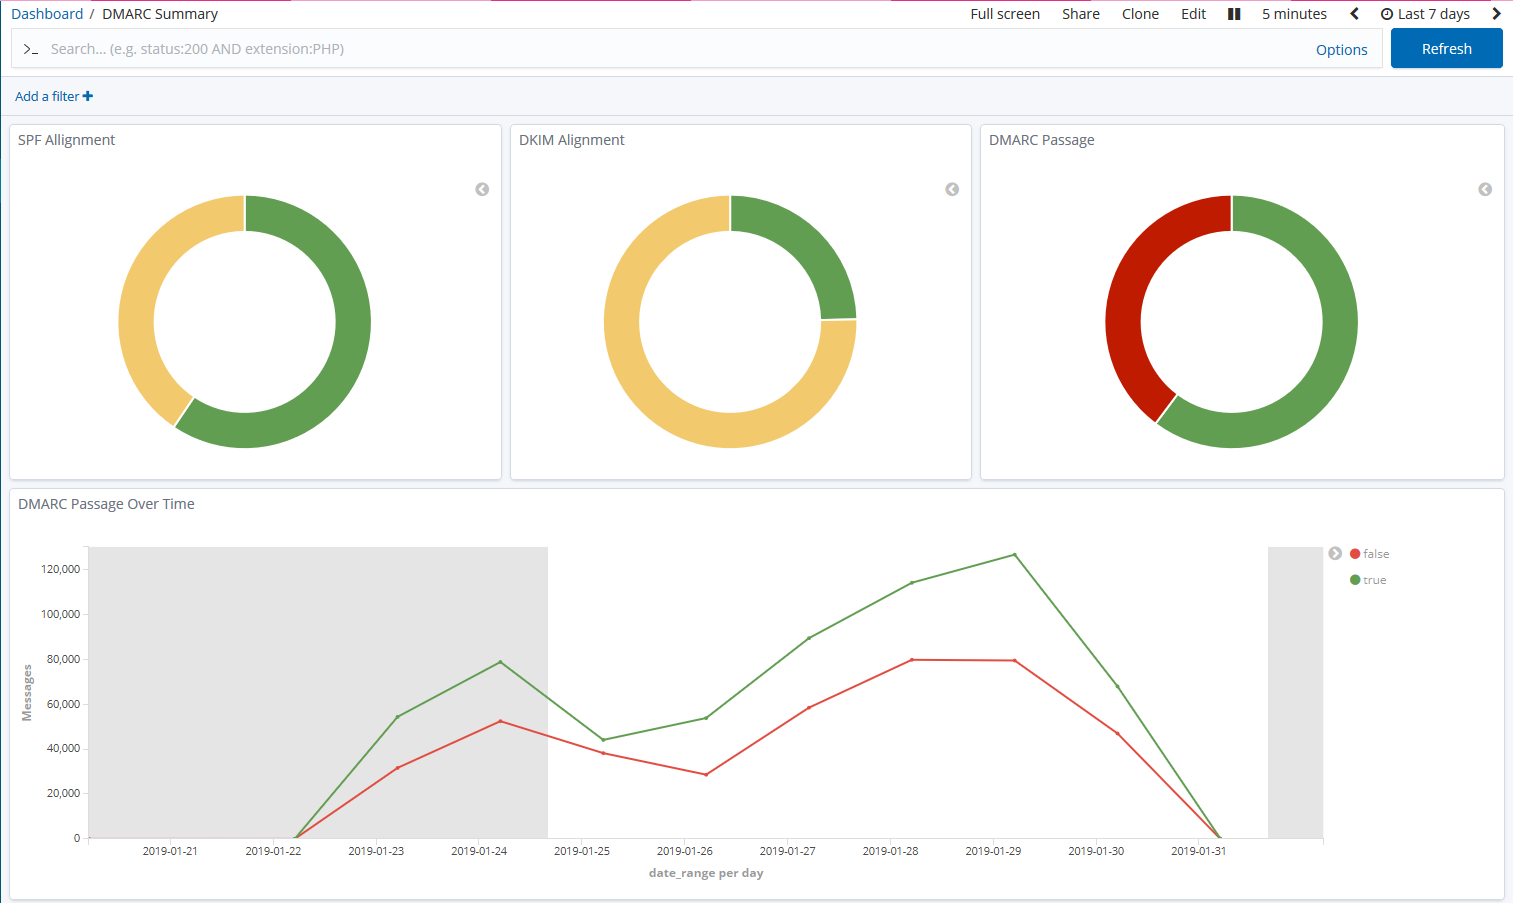 Dashboard / DMARC Summary Full screen Share Clone Edit 5 minutes Last 7 days
>_ Search... (e.g. status:200 AND extension:PHP) Options Refresh
Add a filter
SPF Allignment
DKIM Alignment
DMARC Passage
DMARC Passage Over Time
false
true
Messages
120,000
100,000
80,000
60,000
40,000
20,000
0
2019-01-21 2019-01-22 2019-01-23 2019-01-24 2019-01-25 2019-01-26 2019-01-27 2019-01-28 2019-01-29 2019-01-30 2019-01-31
date_range per day